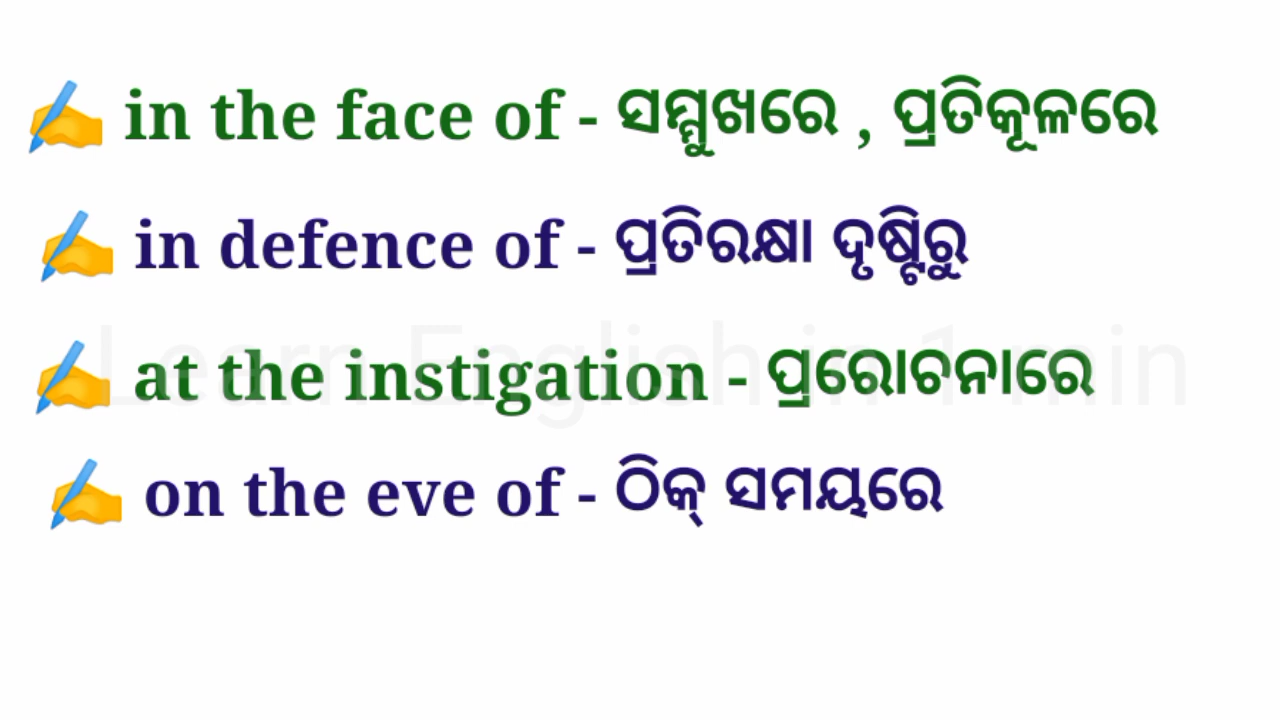 ✍️ in the face of - ସମ୍ମୁଖରେ , ପ୍ରତିକୂଳରେ
✍️ in defence of - ପ୍ରତିରକ୍ଷା ଦୃଷ୍ଟିରୁ
Learn English in 1 min
✍️ at the instigation - ପ୍ରରୋଚନାରେ
✍️ on the eve of - ଠିକ୍ ସମୟରେ